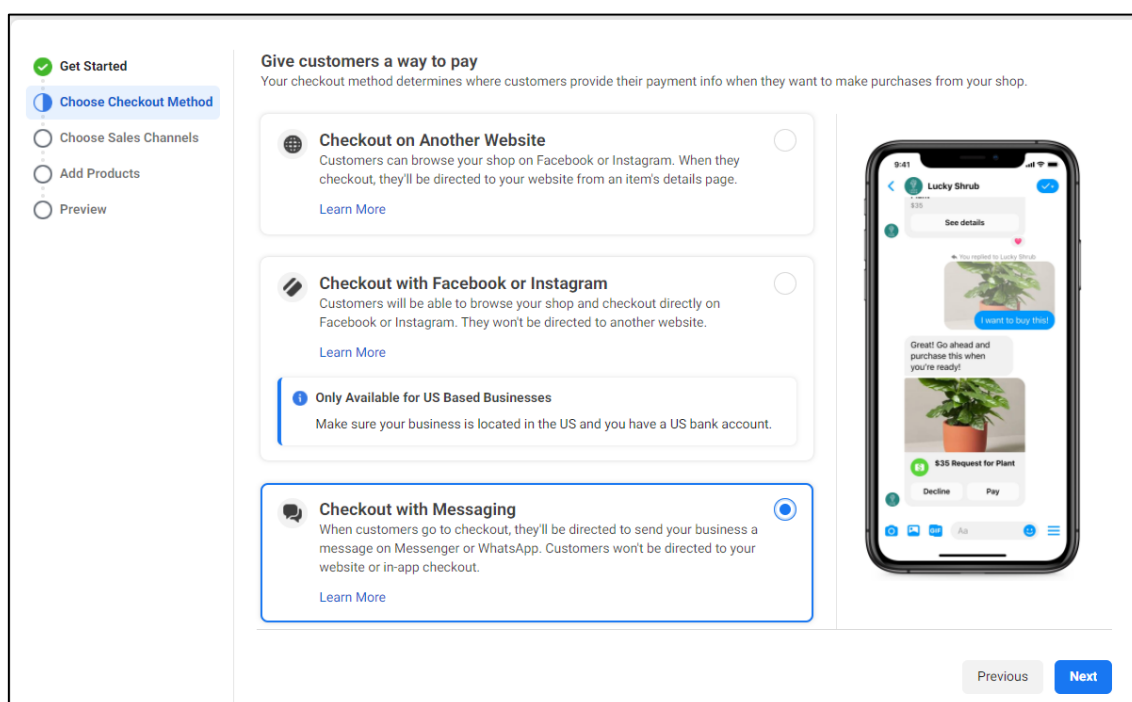 Get Started
Choose Checkout Method
Choose Sales Channels
Add Products
Preview
Give customers a way to pay
Your checkout method determines where customers provide their payment info when they want to make purchases from your shop.
Checkout on Another Website
Customers can browse your shop on Facebook or Instagram. When they
checkout, they'll be directed to your website from an item's details page.
Learn More
Checkout with Facebook or Instagram
Customers will be able to browse your shop and checkout directly on
Facebook or Instagram. They won't be directed to another website.
Learn More
Only Available for US Based Businesses
Make sure your business is located in the US and you have a US bank account.
Checkout with Messaging
When customers go to checkout, they'll be directed to send your business a
message on Messenger or WhatsApp. Customers won't be directed to your
website or in-app checkout.
Learn More
9:41
Lucky Shrub
$35
See details
You replied to Lucky Shrub
I want to buy this!
Great! Go ahead and
purchase this when
you're ready!
$35 Request for Plant
Decline
Pay
GIF
Aa
Previous
Next